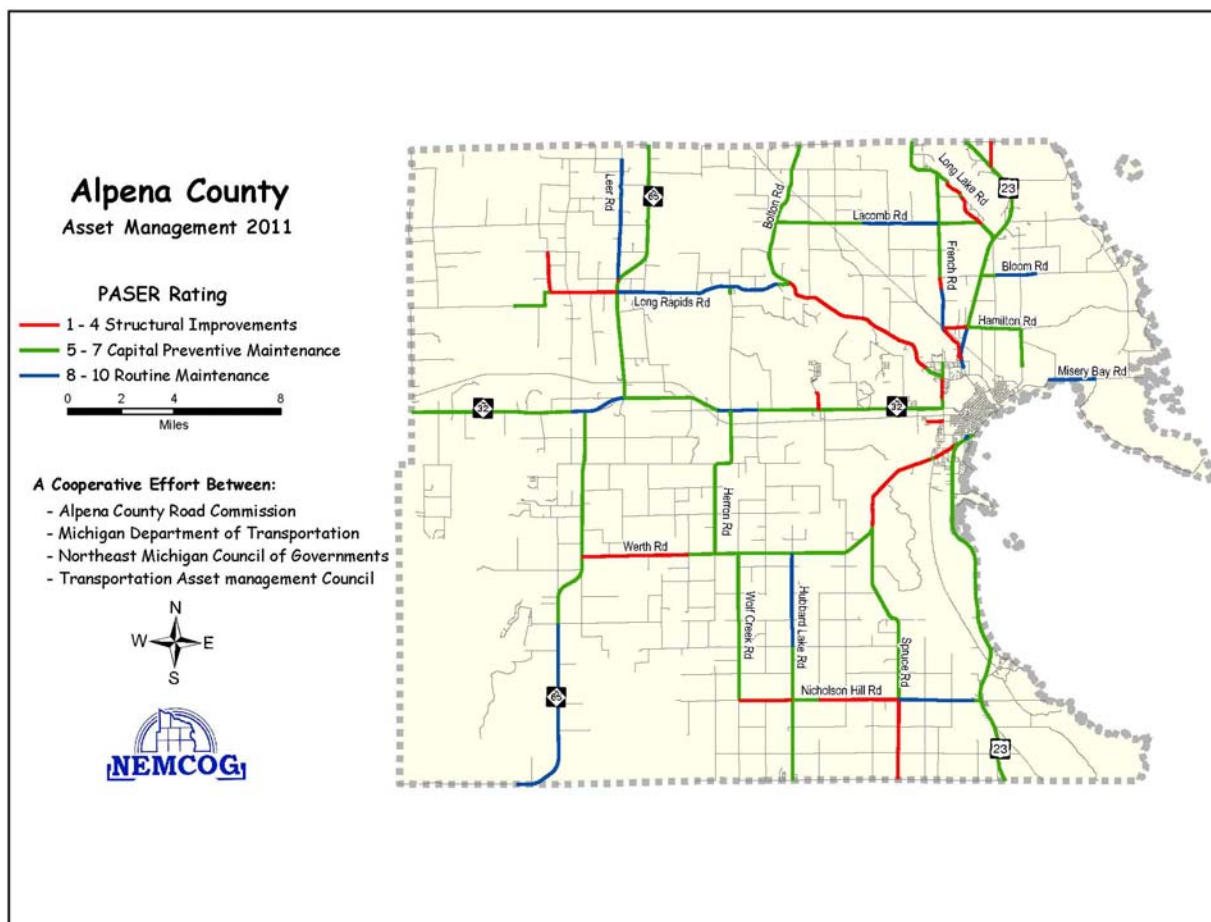 Alpena County
Asset Management 2011
PASER Rating
1 - 4 Structural Improvements
5 - 7 Capital Preventive Maintenance
8 - 10 Routine Maintenance
0 2 4 8
Miles
A Cooperative Effort Between:
- Alpena County Road Commission
- Michigan Department of Transportation
- Northeast Michigan Council of Governments
- Transportation Asset management Council
N
W E
S
NEMCOG
Leer Rd
65
Bolton Rd
Long Lake Rd
23
Lacomb Rd
French Rd
Bloom Rd
Long Rapids Rd
Hamilton Rd
Misery Bay Rd
32
32
Herron Rd
Werth Rd
Wolf Creek Rd
Hubbard Lake Rd
Spruce Rd
Nicholson Hill Rd
65
23